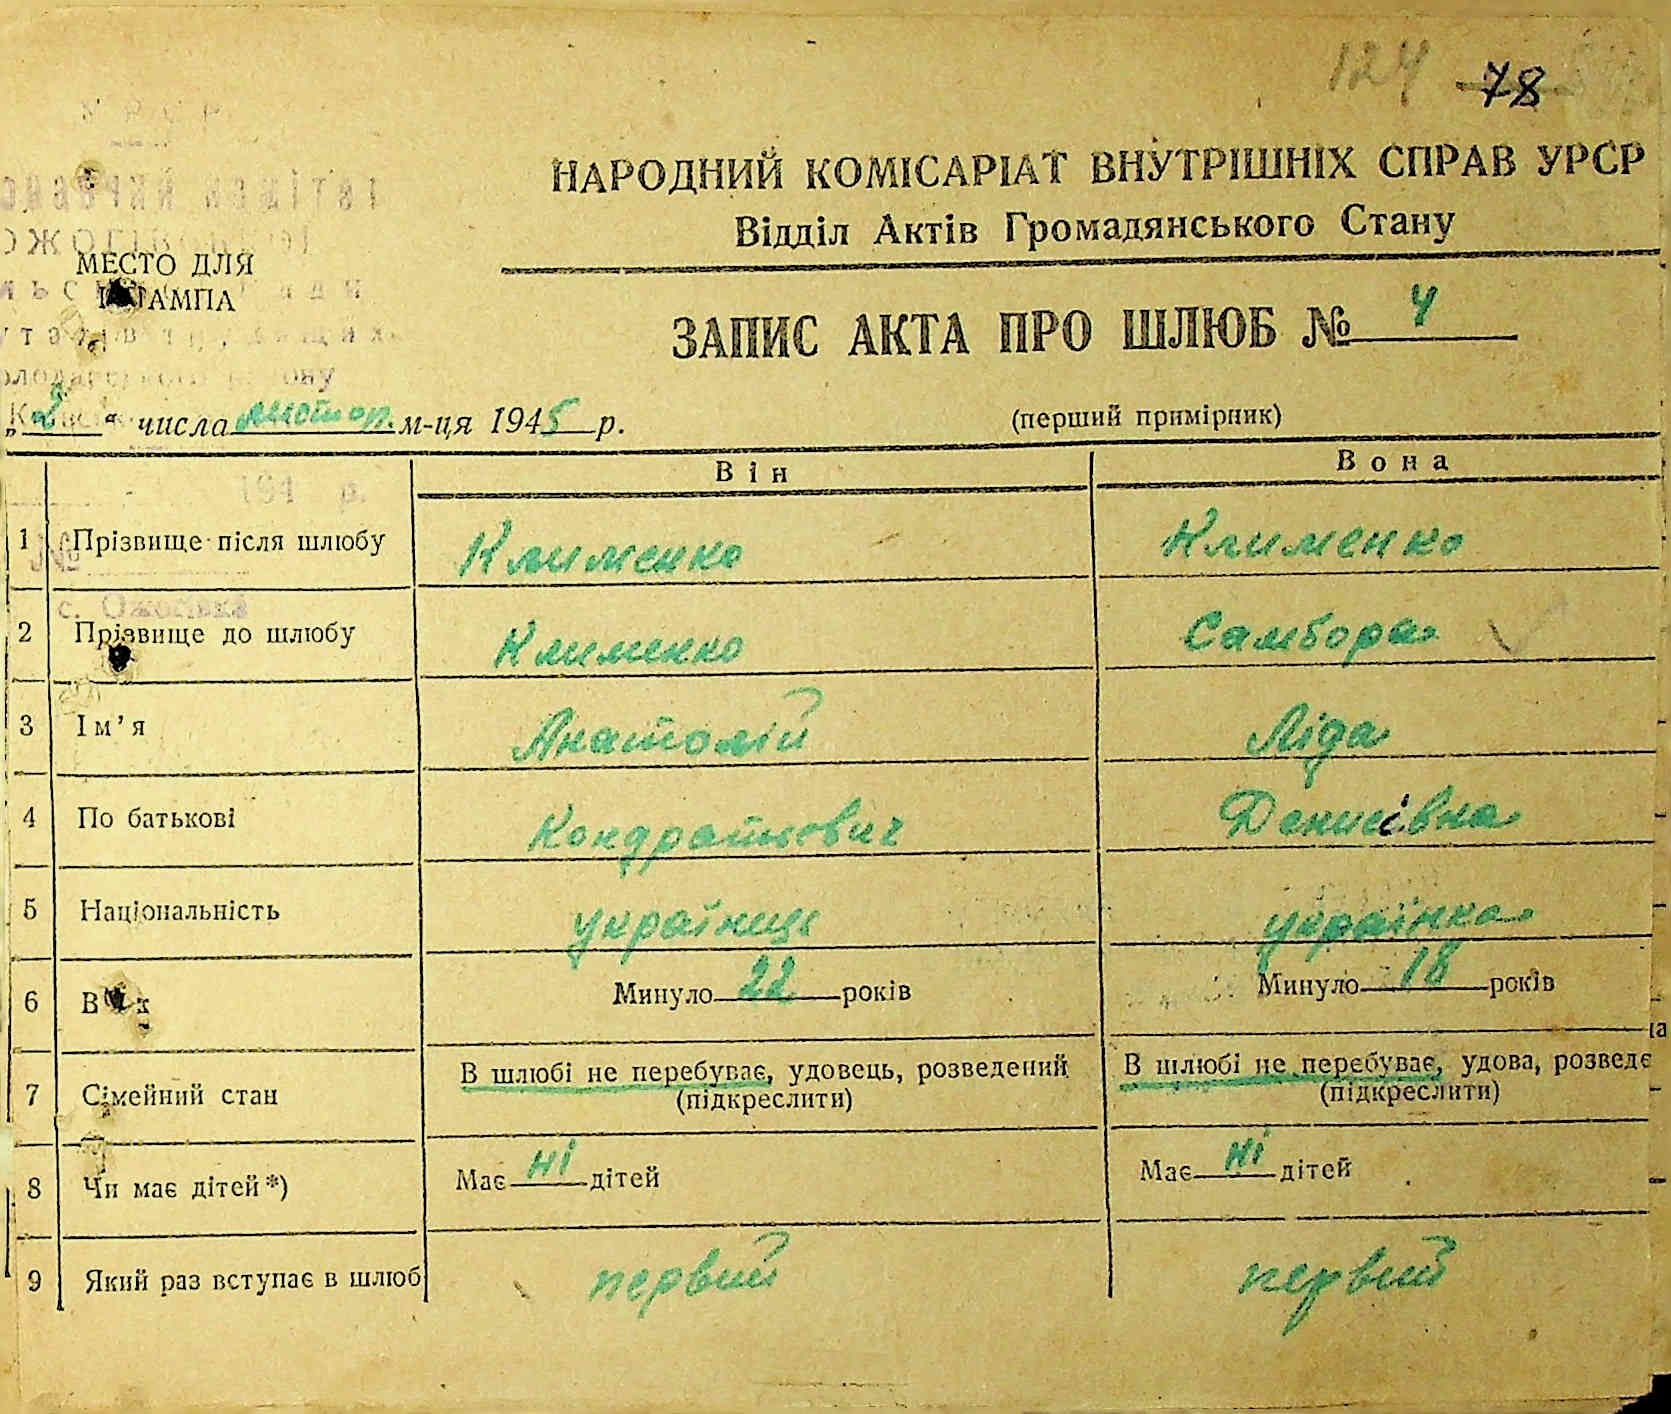 124 78
НАРОДНИЙ КОМІСАРІАТ ВНУТРІШНІХ СПРАВ УРСР
Відділ Актів Громадянського Стану
МЕСТО ДЛЯ
ШТАМПА
ЗАПИС АКТА ПРО ШЛЮБ № 4
„2“ числа лютор. м-ця 1945 р. (перший примірник)
Він Вона
1 Прізвище після шлюбу Клименко Клименко
2 Прізвище до шлюбу Клименко Самбора
3 Ім’я Анатолій Ліда
4 По батькові Кондратьович Денисівна
5 Національність українець українка
6 Вік Минуло 22 років Минуло 18 років
7 Сімейний стан В шлюбі не перебуває, удовець, розведений (підкреслити) В шлюбі не перебуває, удова, розведе (підкреслити)
8 Чи має дітей*) Має ні дітей Має ні дітей
9 Який раз вступає в шлюб первий первий